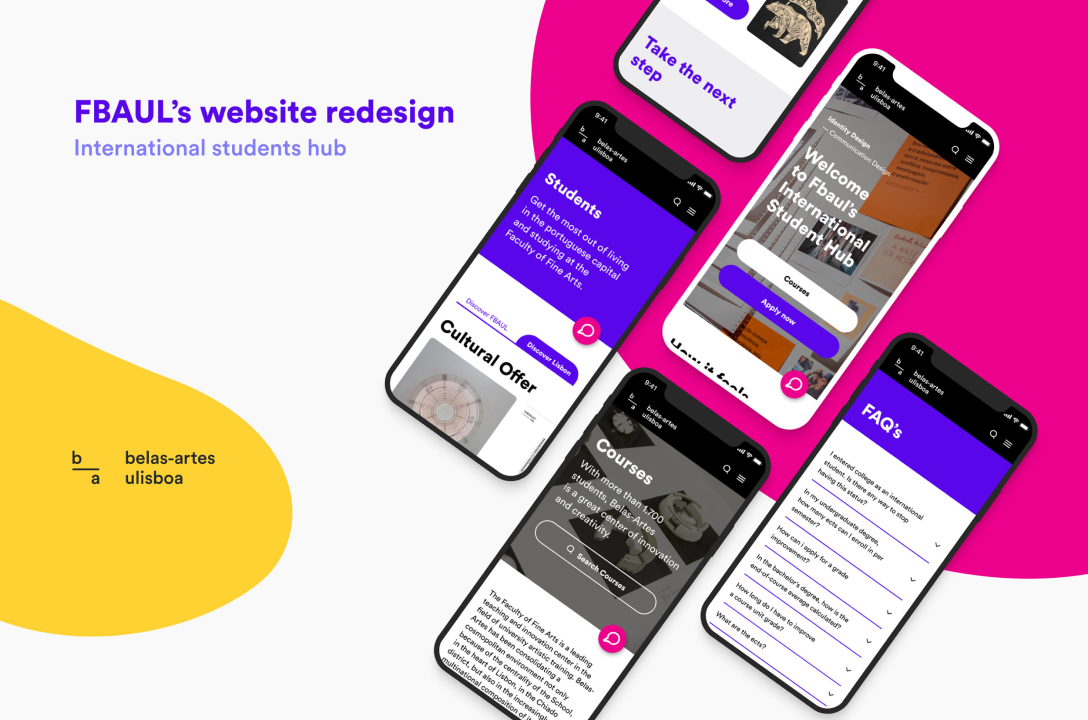 FBAUL's website redesign
International students hub
b
a
belas-artes
ulisboa
Take the next
step
9:41
b
a
belas-artes
ulisboa
Students
Get the most out of living
in the portuguese capital
and studying at the
Faculty of Fine Arts.
Discover FBAUL
Discover Lisbon
Cultural Offer
9:41
b
a
belas-artes
ulisboa
Identity Design
— Communication Design
Welcome
to Fbaul's
International
Student Hub
Courses
Apply now
How it feels
9:41
b
a
belas-artes
ulisboa
Courses
With more than 1.700
students, Belas-Artes
is a great center of innovation
and creativity.
Search Courses
The Faculty of Fine Arts is a leading
teaching and innovation center in the
field of university artistic training. Belas-
Artes has been consolidating a
cosmopolitan environment not only
because of the centrality of the School,
in the heart of Lisbon, in the Chiado
district, but also in the increasingly
multinational composition of
9:41
b
a
belas-artes
ulisboa
FAQ's
I entered college as an international
student. Is there any way to stop
having this status?
In my undergraduate degree,
how many ects can I enroll in per
semester?
How can i apply for a grade
improvement?
In the bachelor's degree, how is the
end-of-course average calculated?
How long do I have to improve
a course unit grade?
What are the ects?